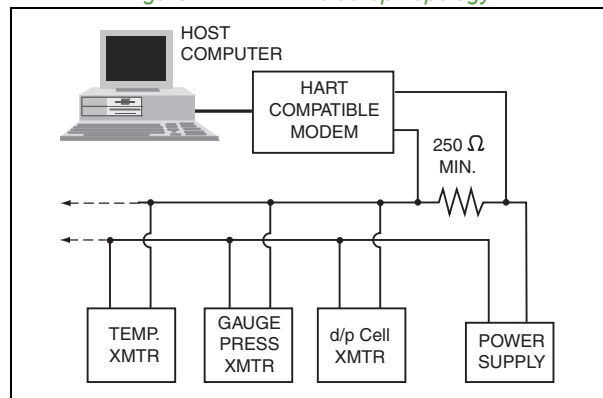 HOST
COMPUTER
HART
COMPATIBLE
MODEM
250 Ω
MIN.
TEMP.
XMTR
GAUGE
PRESS
XMTR
d/p Cell
XMTR
POWER
SUPPLY